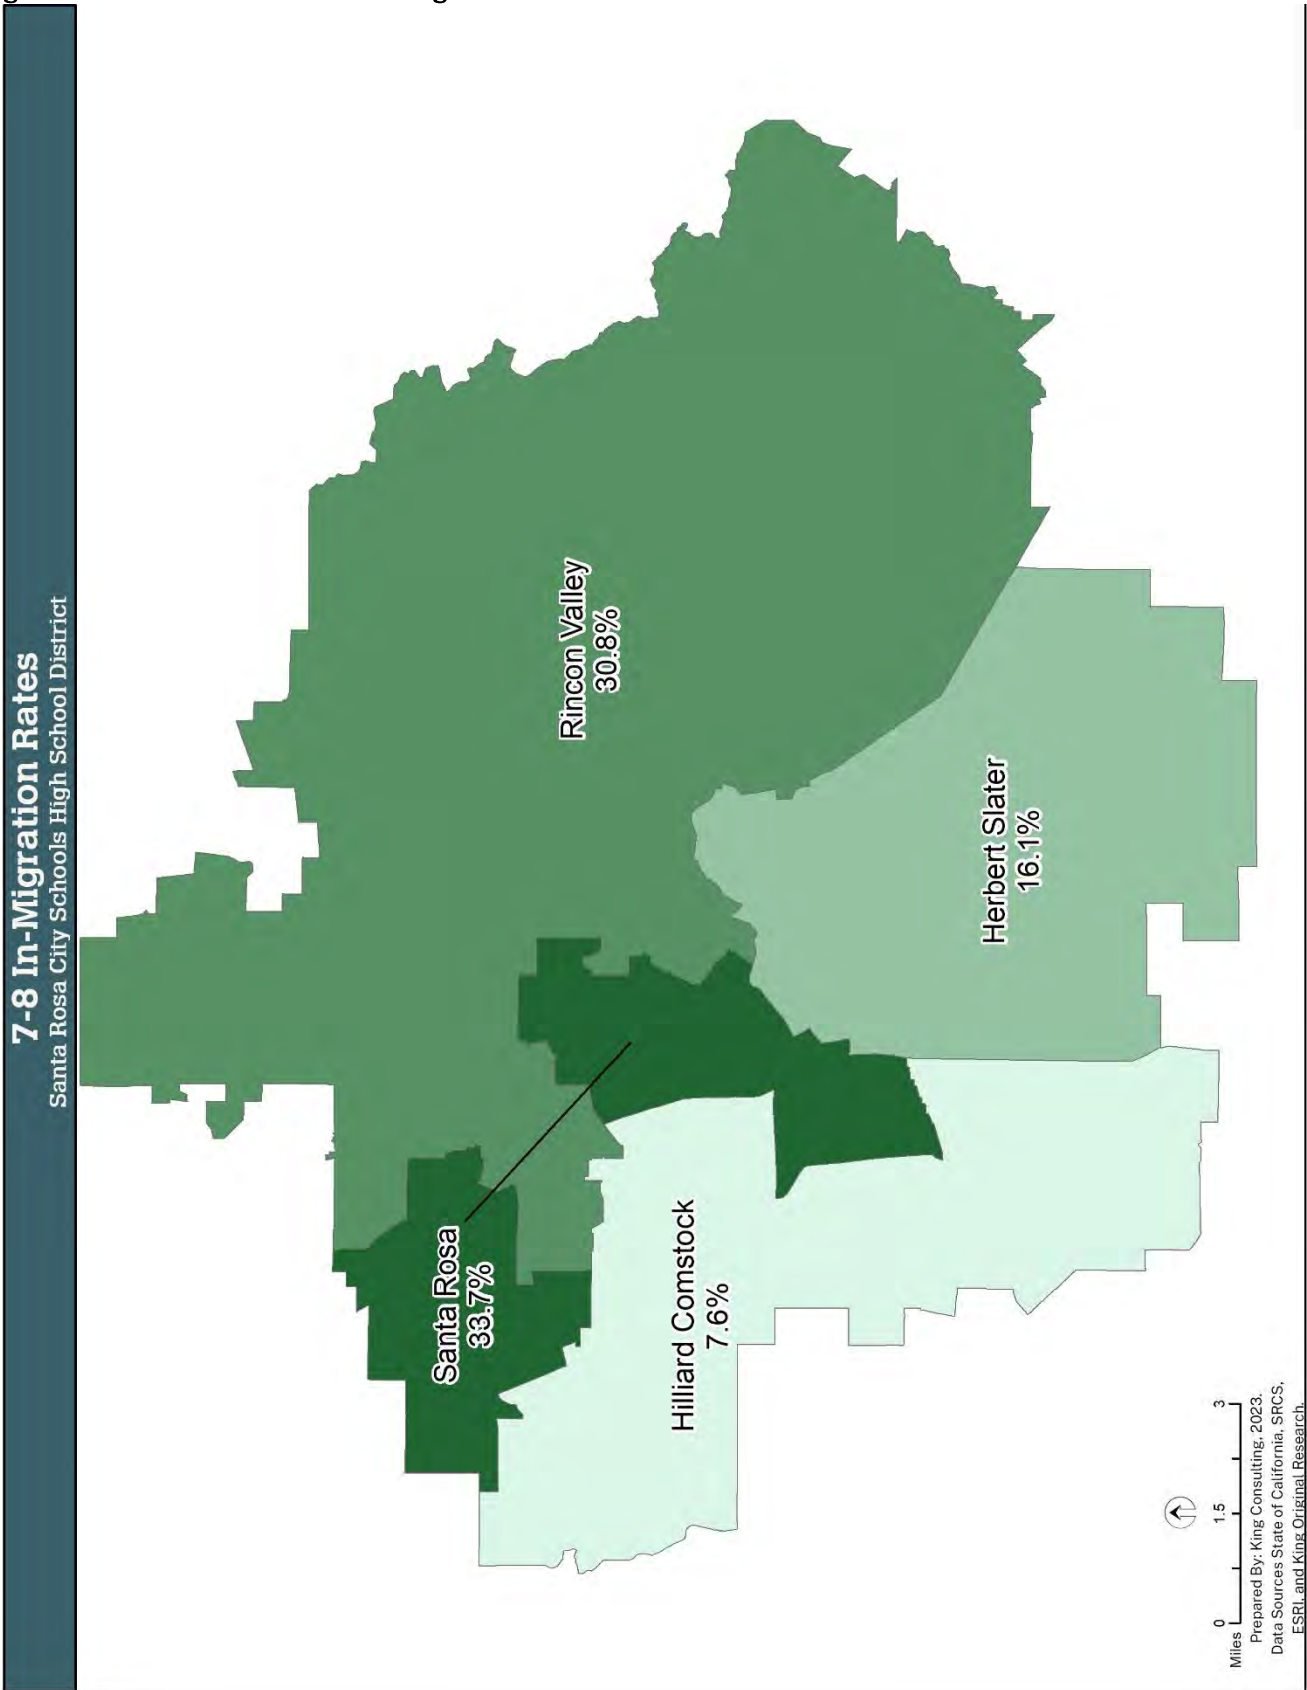 7-8 In-Migration Rates
Santa Rosa City Schools High School District
Santa Rosa
33.7%
Rincon Valley
30.8%
Hilliard Comstock
7.6%
Herbert Slater
16.1%
0 1.5 3
Miles
Prepared By: King Consulting, 2023.
Data Sources State of California, SRCS,
ESRI, and King Original Research.